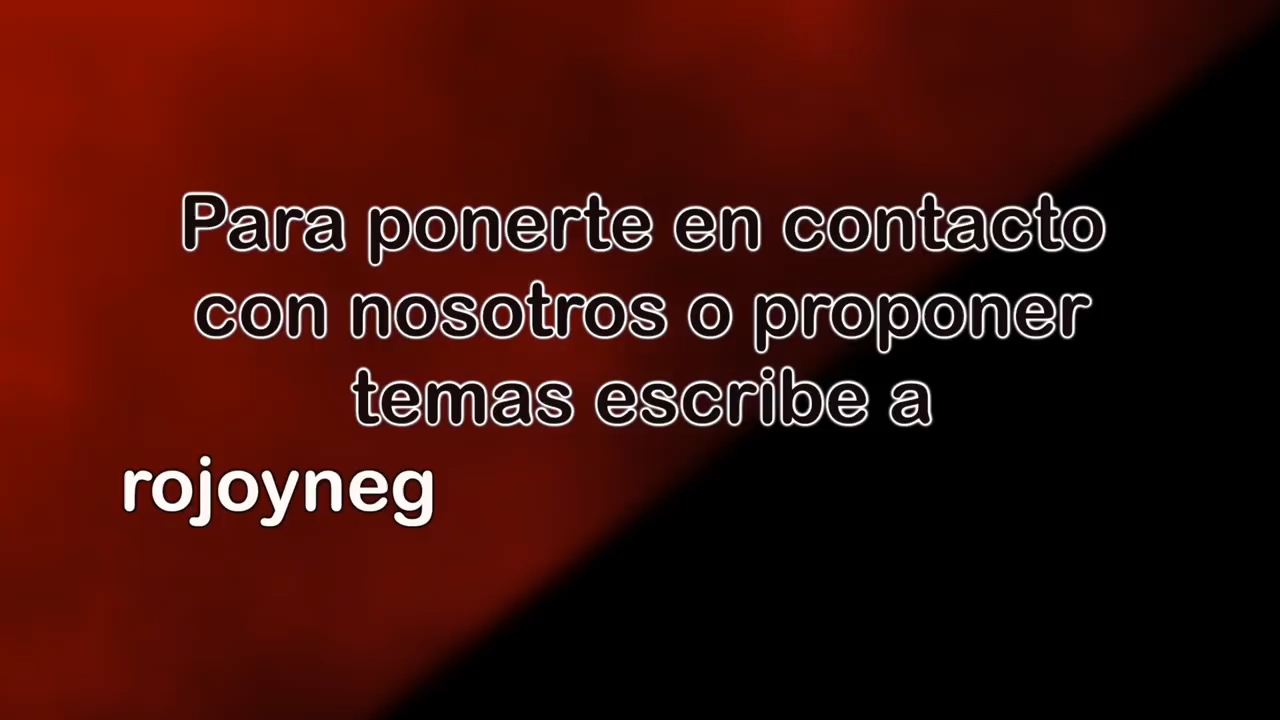 Para ponerte en contacto
con nosotros o proponer
temas escribe a
rojoyneg